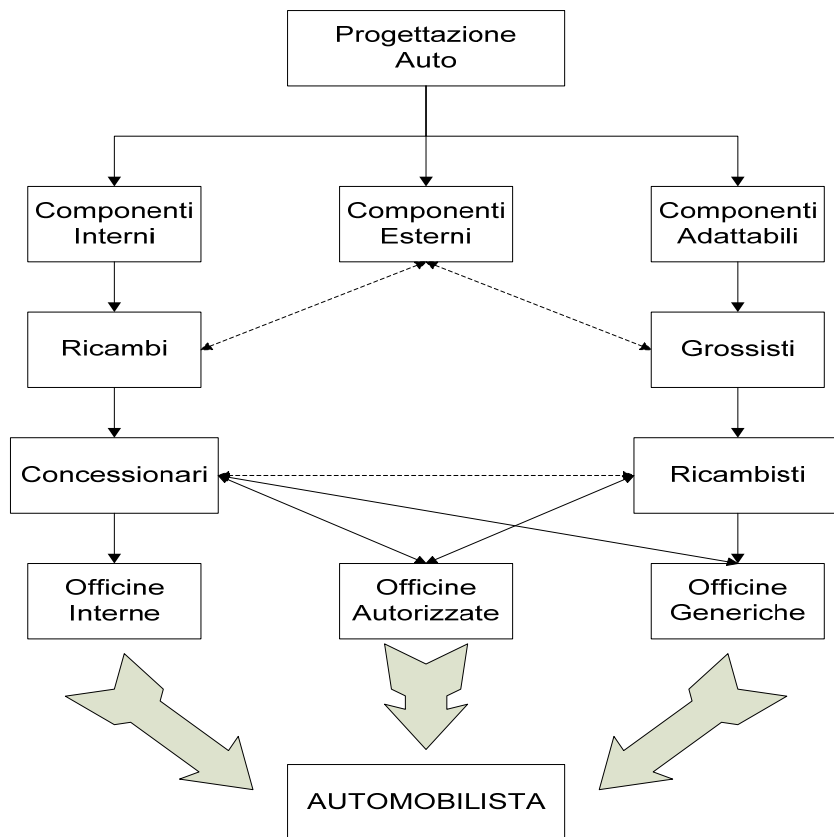 Progettazione
Auto
Componenti
Interni
Componenti
Esterni
Componenti
Adattabili
Ricambi
Grossisti
Concessionari
Ricambisti
Officine
Interne
Officine
Autorizzate
Officine
Generiche
AUTOMOBILISTA